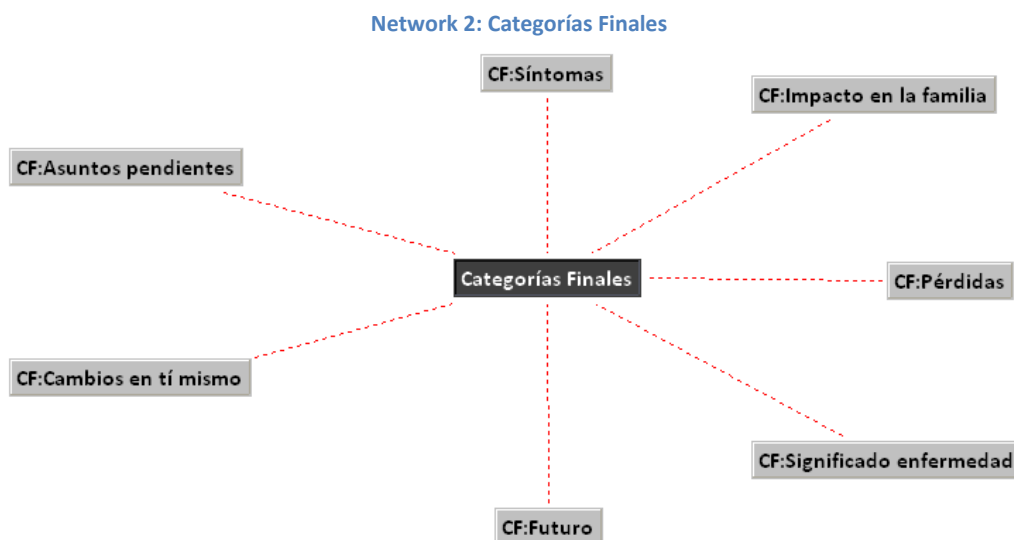 Network 2: Categorías Finales
CF:Síntomas
CF:Impacto en la familia
CF:Asuntos pendientes
Categorías Finales
CF:Pérdidas
CF:Cambios en tí mismo
CF:Significado enfermedad
CF:Futuro